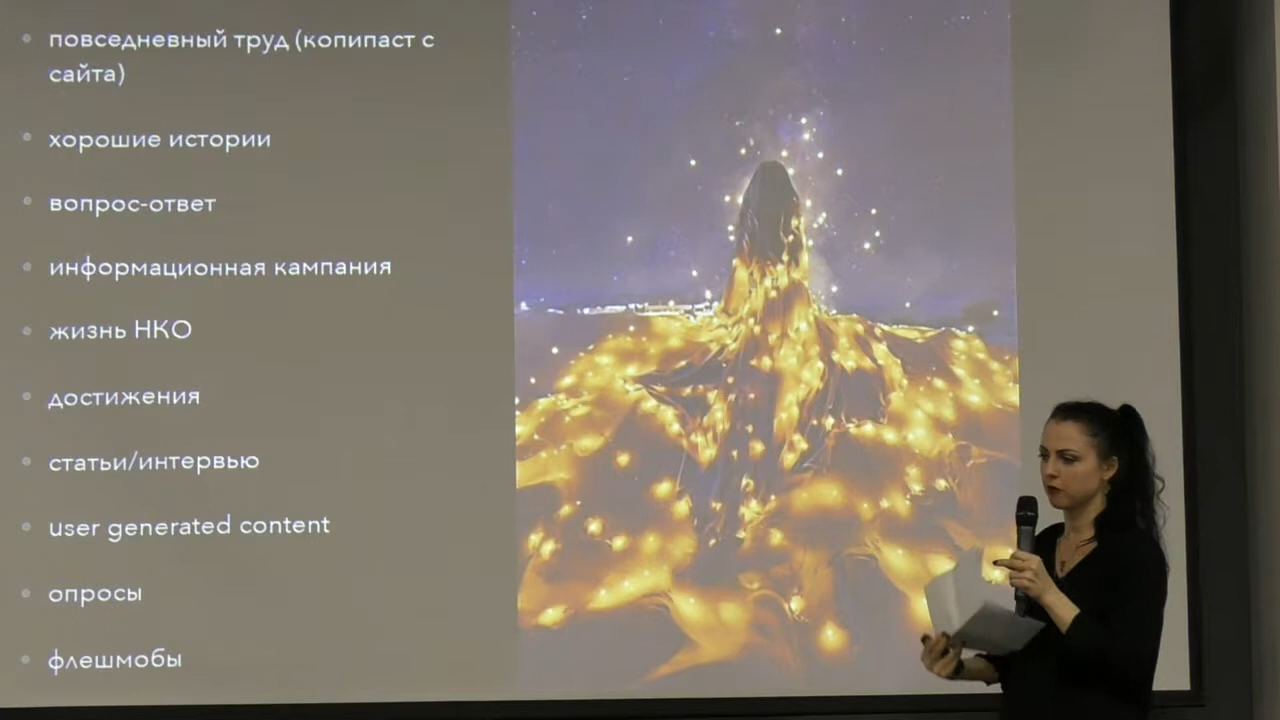 повседневный труд (копипаст с
сайта)
хорошие истории
вопрос-ответ
информационная кампания
жизнь НКО
достижения
статьи/интервью
user generated content
опросы
флешмобы